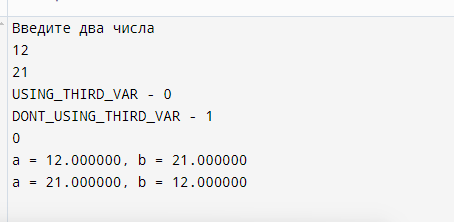 Введите два числа
12
21
USING_THIRD_VAR - 0
DONT_USING_THIRD_VAR - 1
0
a = 12.000000, b = 21.000000
a = 21.000000, b = 12.000000